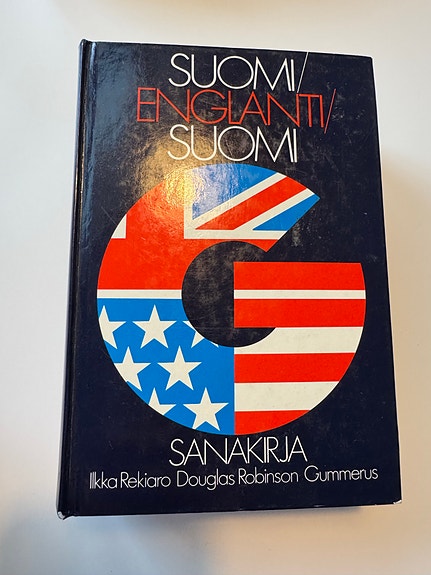 SUOMI/
ENGLANTI/
SUOMI
G
SANAKIRJA
Ilkka Rekiaro Douglas Robinson Gummerus